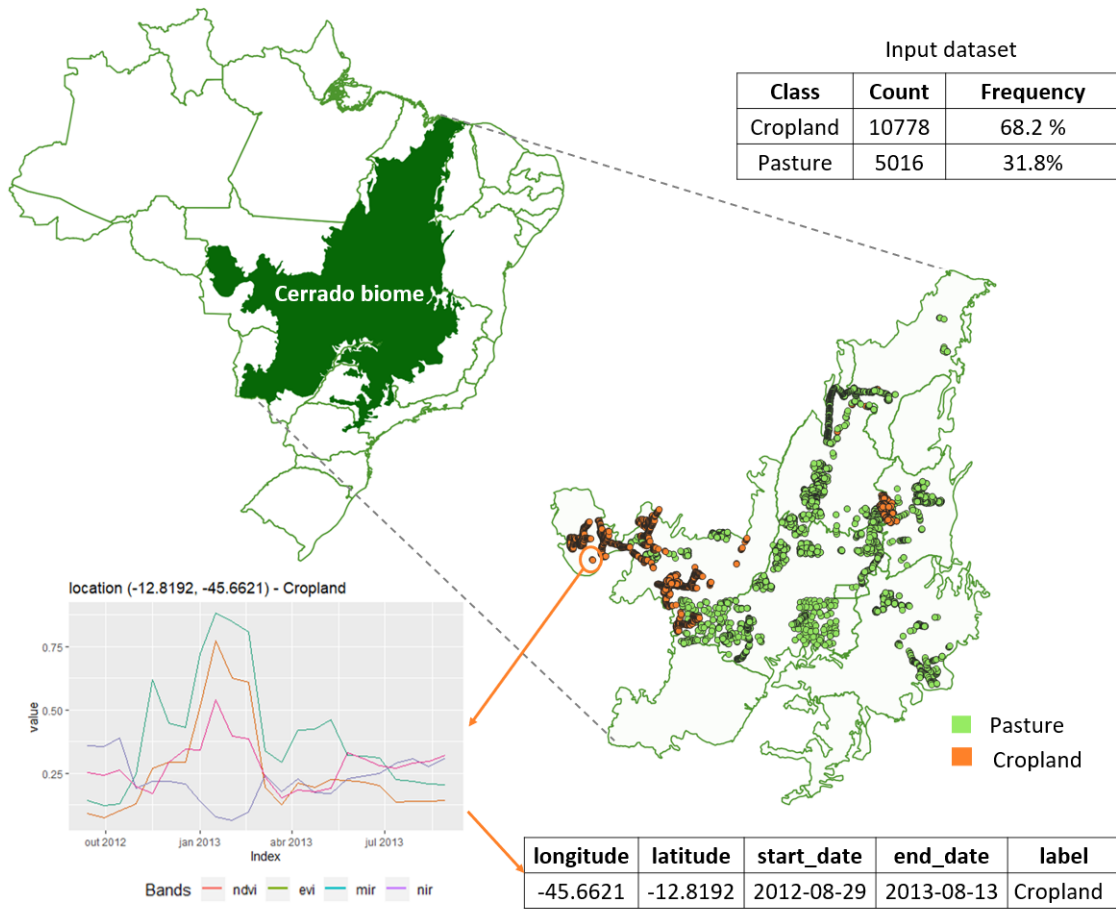 Input dataset
Class Count Frequency
Cropland 10778 68.2 %
Pasture 5016 31.8%
Cerrado biome
location (-12.8192, -45.6621) - Cropland
value
0.75
0.50
0.25
out 2012 jan 2013 abr 2013 jul 2013
Index
Bands ndvi evi mir nir
Pasture
Cropland
longitude latitude start_date end_date label
-45.6621 -12.8192 2012-08-29 2013-08-13 Cropland